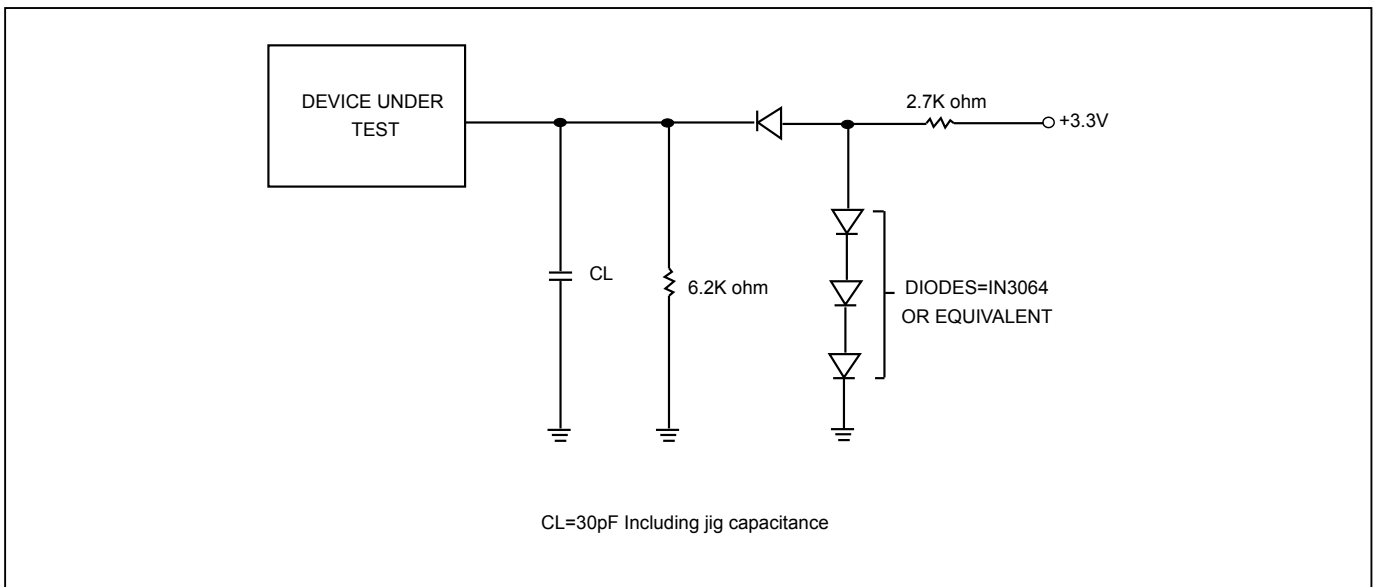 DEVICE UNDER
TEST
2.7K ohm
+3.3V
CL
6.2K ohm
DIODES=IN3064
OR EQUIVALENT
CL=30pF Including jig capacitance